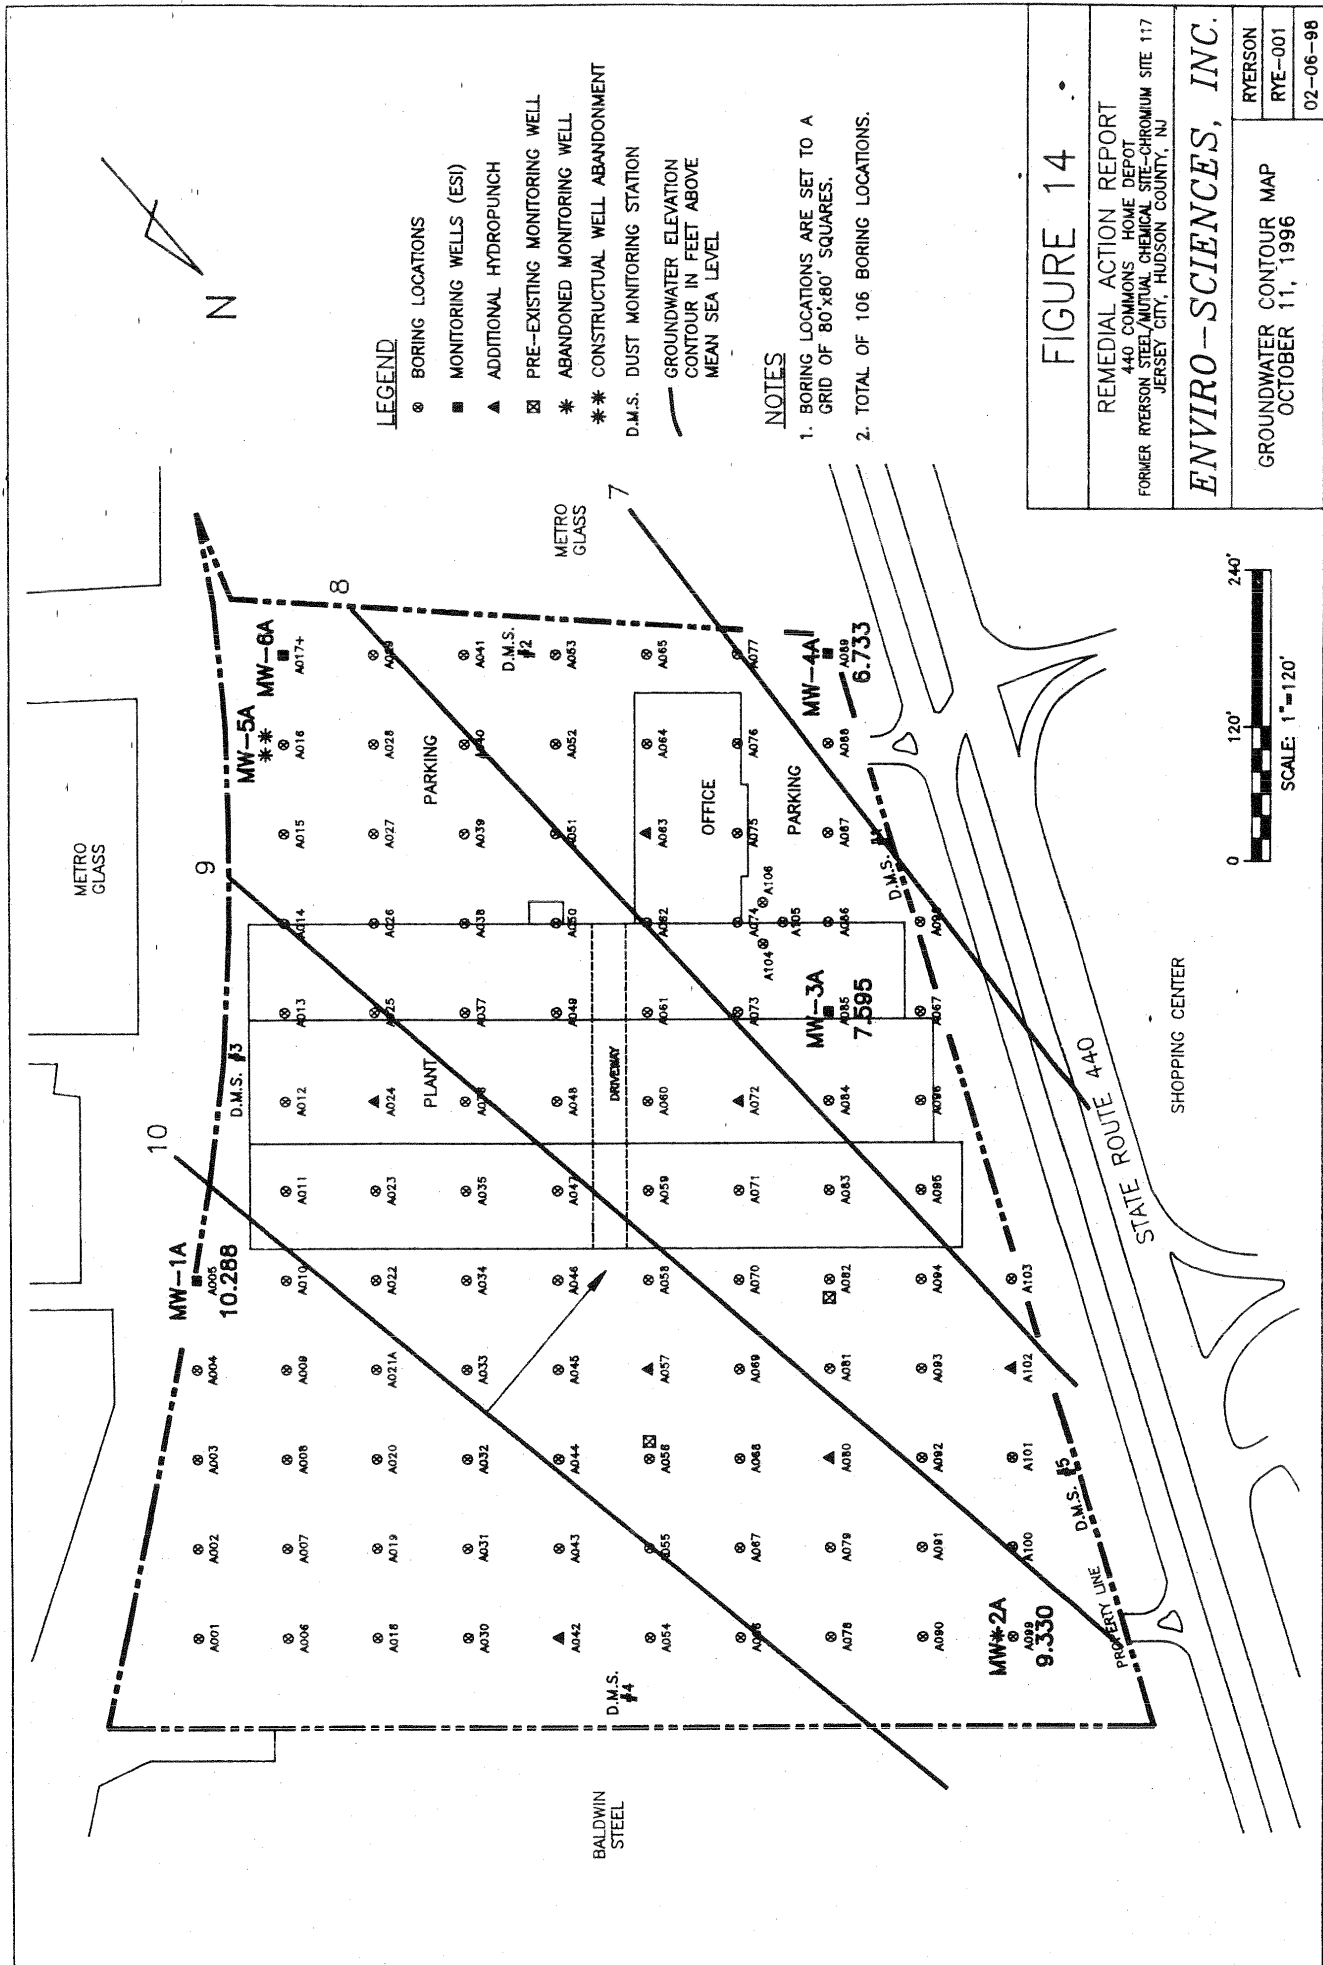 N
LEGEND
BORING LOCATIONS
MONITORING WELLS (ESI)
ADDITIONAL HYDROPUNCH
PRE-EXISTING MONITORING WELL
✳ ABANDONED MONITORING WELL
✳✳ CONSTRUCTUAL WELL ABANDONMENT
D.M.S. DUST MONITORING STATION
GROUNDWATER ELEVATION
CONTOUR IN FEET ABOVE
MEAN SEA LEVEL
NOTES
1. BORING LOCATIONS ARE SET TO A
GRID OF 80'x80' SQUARES.
2. TOTAL OF 106 BORING LOCATIONS.
METRO
GLASS
METRO
GLASS
BALDWIN
STEEL
10
9
8
7
MW-1A
10.288
MW-5A
✳✳
MW-6A
MW-4A
6.733
MW-3A
7.595
MW✳2A
9.330
D.M.S. #3
D.M.S.
#2
D.M.S.
#4
D.M.S. #5
D.M.S.
PARKING
PARKING
OFFICE
PLANT
DRIVEWAY
PROPERTY LINE
STATE ROUTE 440
SHOPPING CENTER
A001 A002 A003 A004 A005
A006 A007 A008 A009 A010 A011 A012 A013 A014 A015 A016 A017+
A018 A019 A020 A021A A022 A023 A024 A025 A026 A027 A028
A030 A031 A032 A033 A034 A035 A037 A038 A039 A040 A041
A042 A043 A044 A045 A046 A047 A048 A049 A050 A051 A052 A053
A054 A055 A056 A057 A058 A059 A060 A061 A062 A063 A064 A065
A067 A068 A069 A070 A071 A072 A073 A074 A075 A076 A077
A104 A105 A106
A078 A079 A080 A081 A082 A083 A084 A085 A086 A087 A088 A089
A090 A091 A092 A093 A094 A095 A096
A099 A100 A101 A102 A103
0 120' 240'
SCALE: 1"=120'
FIGURE 14
REMEDIAL ACTION REPORT
440 COMMONS HOME DEPOT
FORMER RYERSON STEEL/MUTUAL CHEMICAL SITE-CHROMIUM SITE 117
JERSEY CITY, HUDSON COUNTY, NJ
ENVIRO-SCIENCES, INC.
GROUNDWATER CONTOUR MAP
OCTOBER 11, 1996
RYERSON
RYE-001
02-06-98